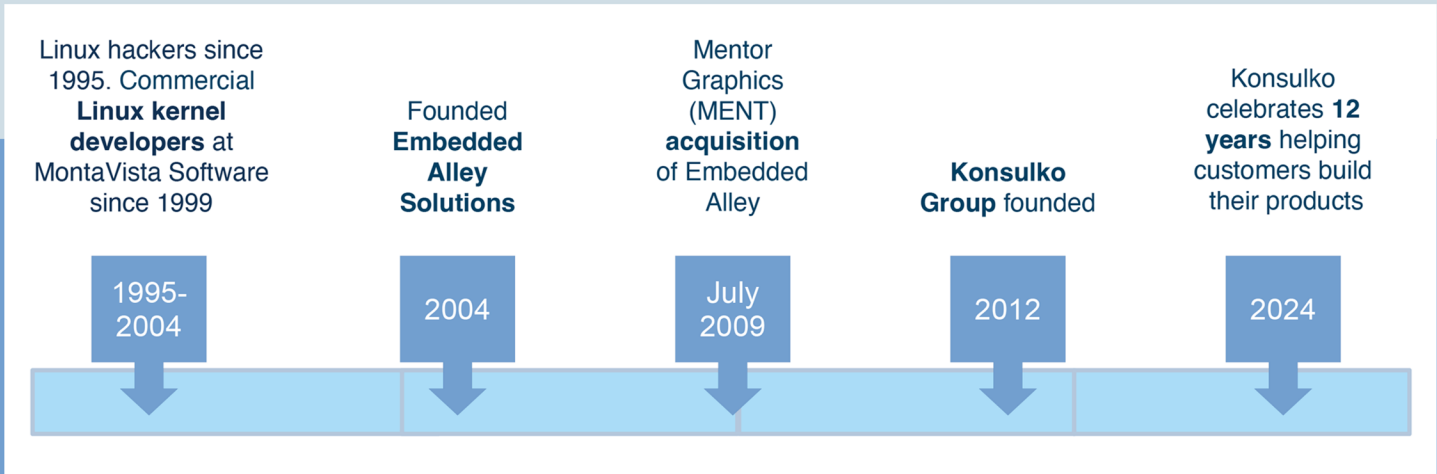 Linux hackers since
1995. Commercial
Linux kernel
developers at
MontaVista Software
since 1999
Founded
Embedded
Alley
Solutions
Mentor
Graphics
(MENT)
acquisition
of Embedded
Alley
Konsulko
Group founded
Konsulko
celebrates 12
years helping
customers build
their products
1995-
2004
2004
July
2009
2012
2024